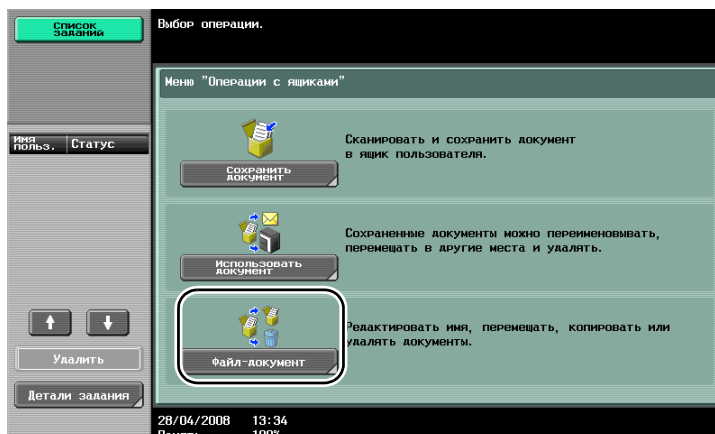 Список
заданий
Выбор операции.
Меню "Операции с ящиками"
Имя
польз.
Статус
Сканировать и сохранить документ
в ящик пользователя.
Сохранить
документ
Сохраненные документы можно переименовывать,
перемещать в другие места и удалять.
Использовать
документ
Редактировать имя, перемещать, копировать или
удалять документы.
Файл-документ
Удалить
Детали задания
28/04/2008 13:34
Память 100%